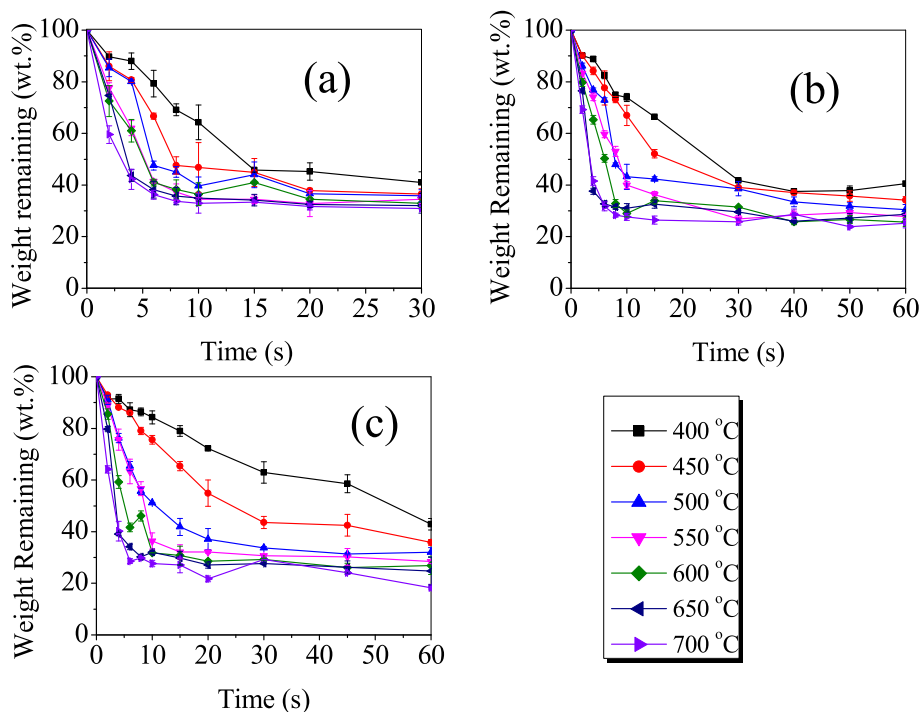 (a)
Weight remaining (wt.%)
100
80
60
40
20
0
0 5 10 15 20 25 30
Time (s)
(b)
Weight Remaining (wt.%)
100
80
60
40
20
0
0 10 20 30 40 50 60
Time (s)
(c)
Weight Remaining (wt.%)
100
80
60
40
20
0
0 10 20 30 40 50 60
Time (s)
400 °C
450 °C
500 °C
550 °C
600 °C
650 °C
700 °C